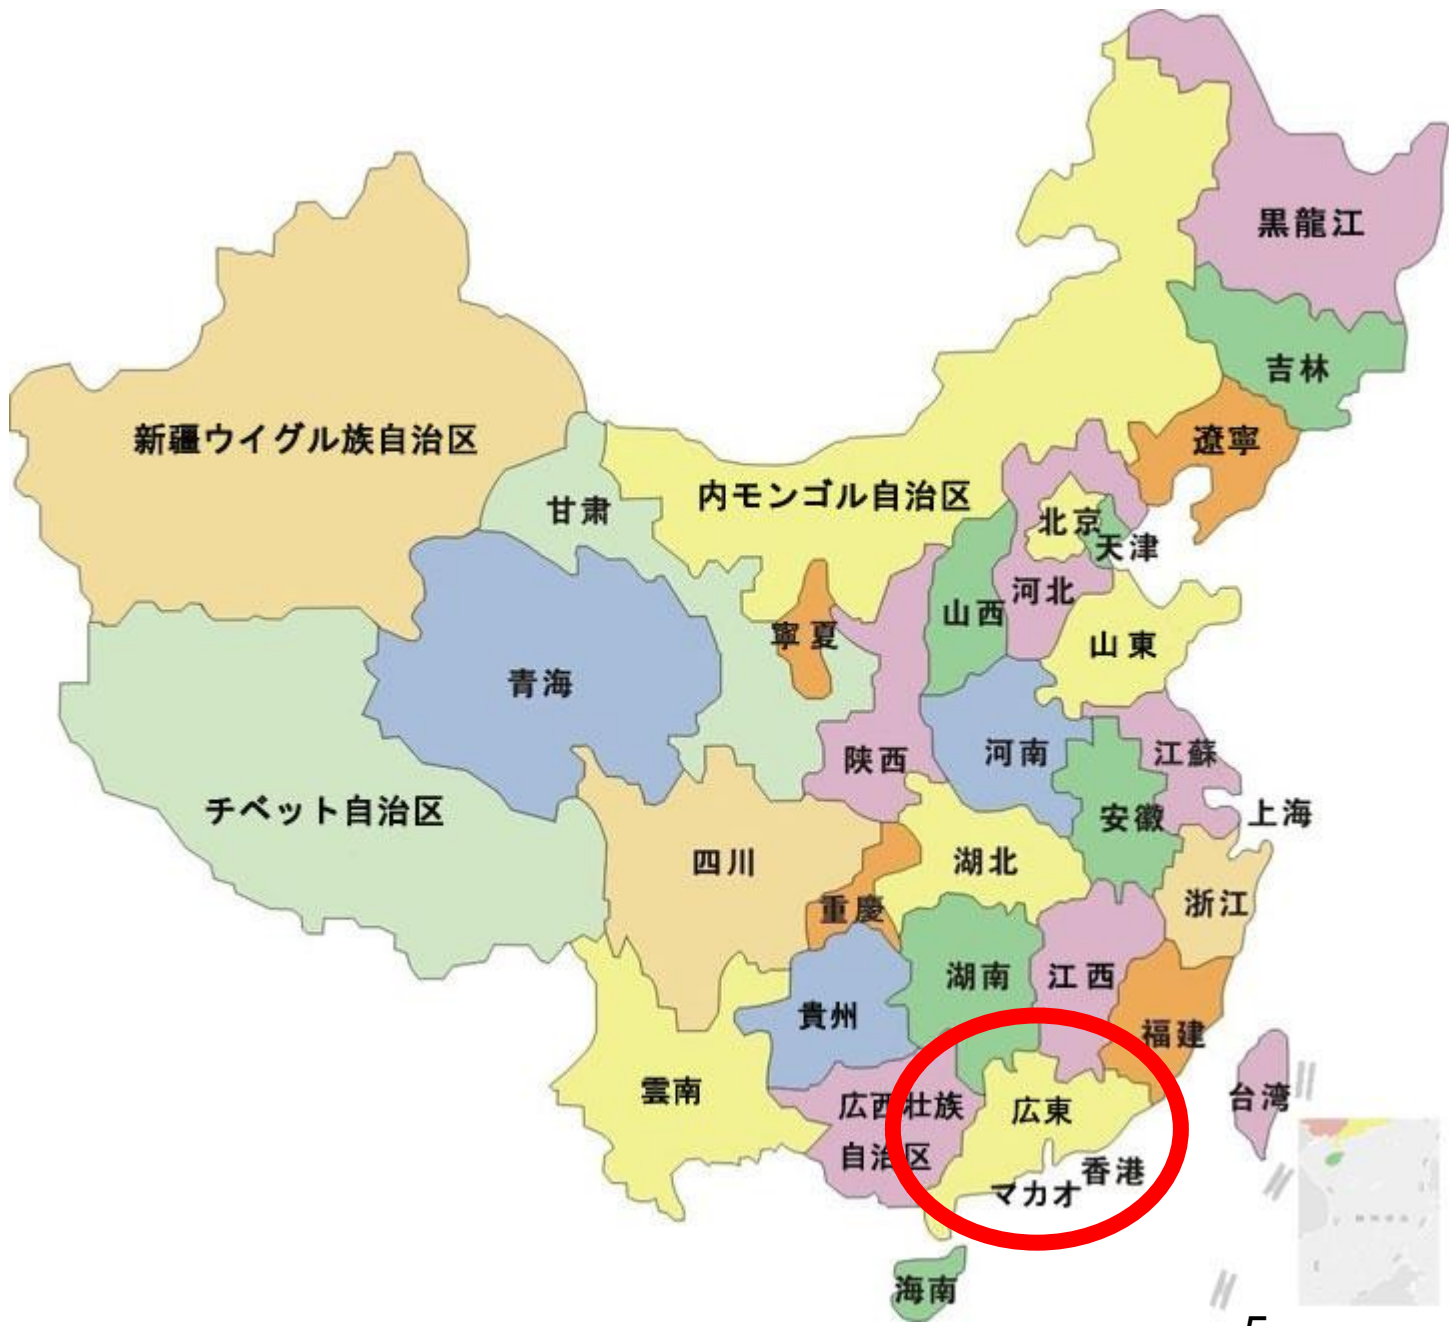 黒龍江
吉林
遼寧
新疆ウイグル族自治区
内モンゴル自治区
甘肃
北京
天津
河北
山西
寧夏
山東
青海
陕西
河南
江蘇
チベット自治区
安徽
上海
四川
湖北
重慶
浙江
湖南
江西
貴州
福建
雲南
広西壮族
自治区
広東
台湾
香港
マカオ
海南